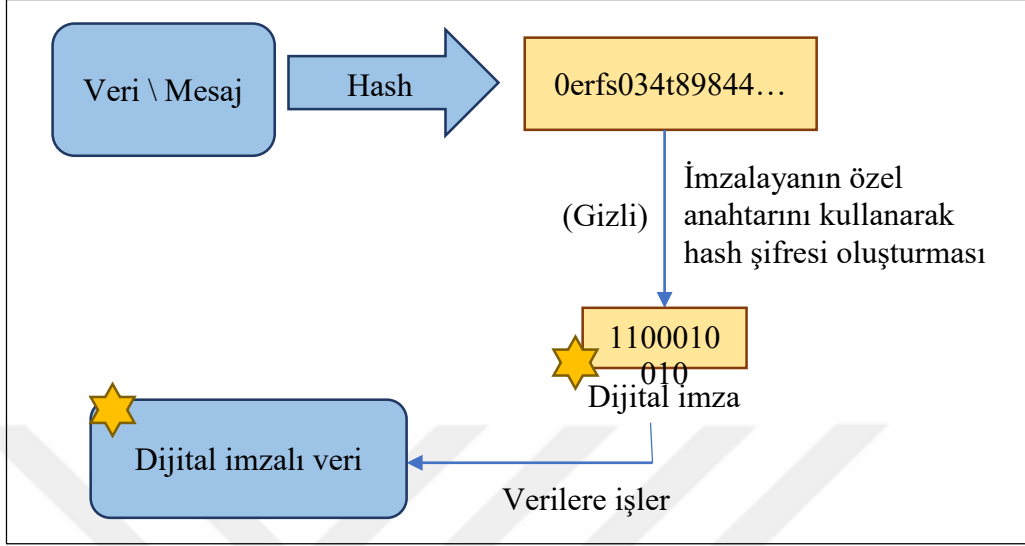 Veri \ Mesaj
Hash
0erfs034t89844…
(Gizli)
İmzalayanın özel
anahtarını kullanarak
hash şifresi oluşturması
1100010
010
Dijital imza
Dijital imzalı veri
Verilere işler